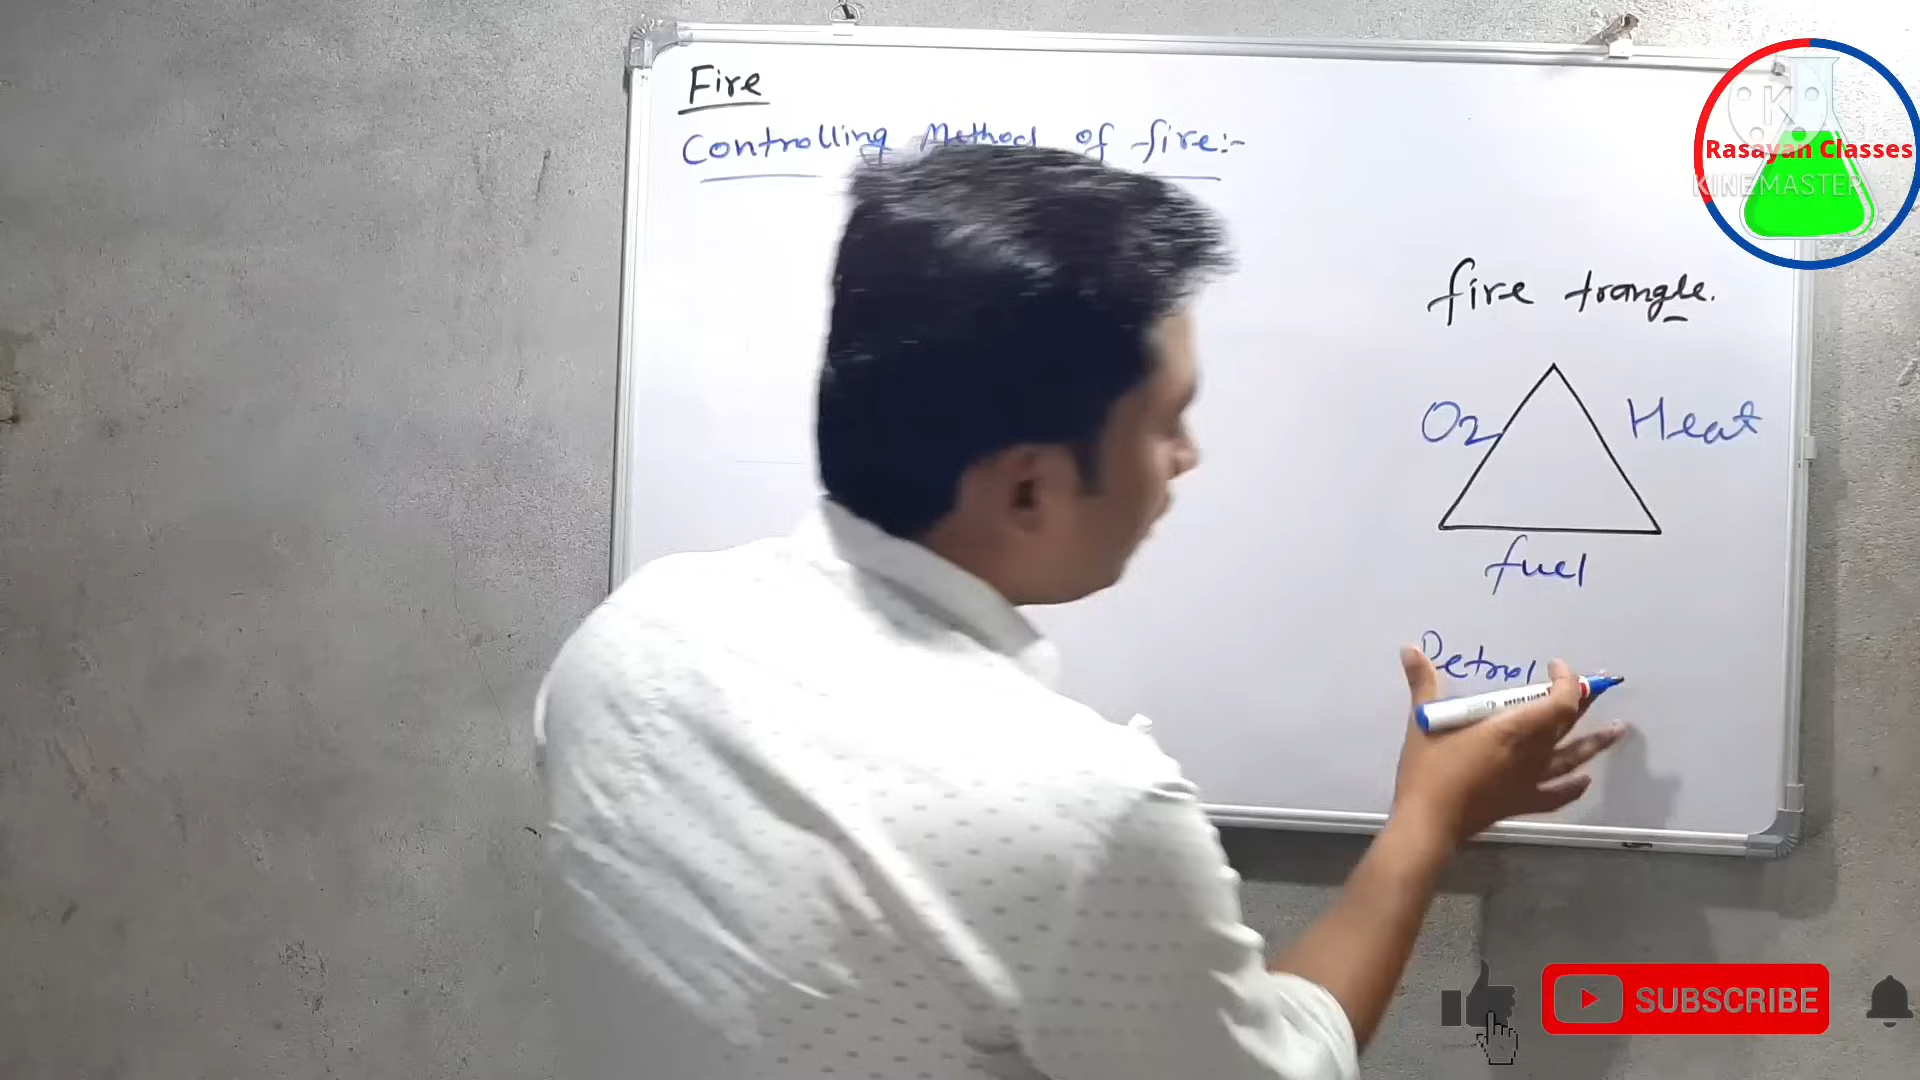 Fire
Controlling Method of fire:-
Rasayan Classes
KINEMASTER
fire trangle.
O2
Heat
fuel
Petrol
SUBSCRIBE